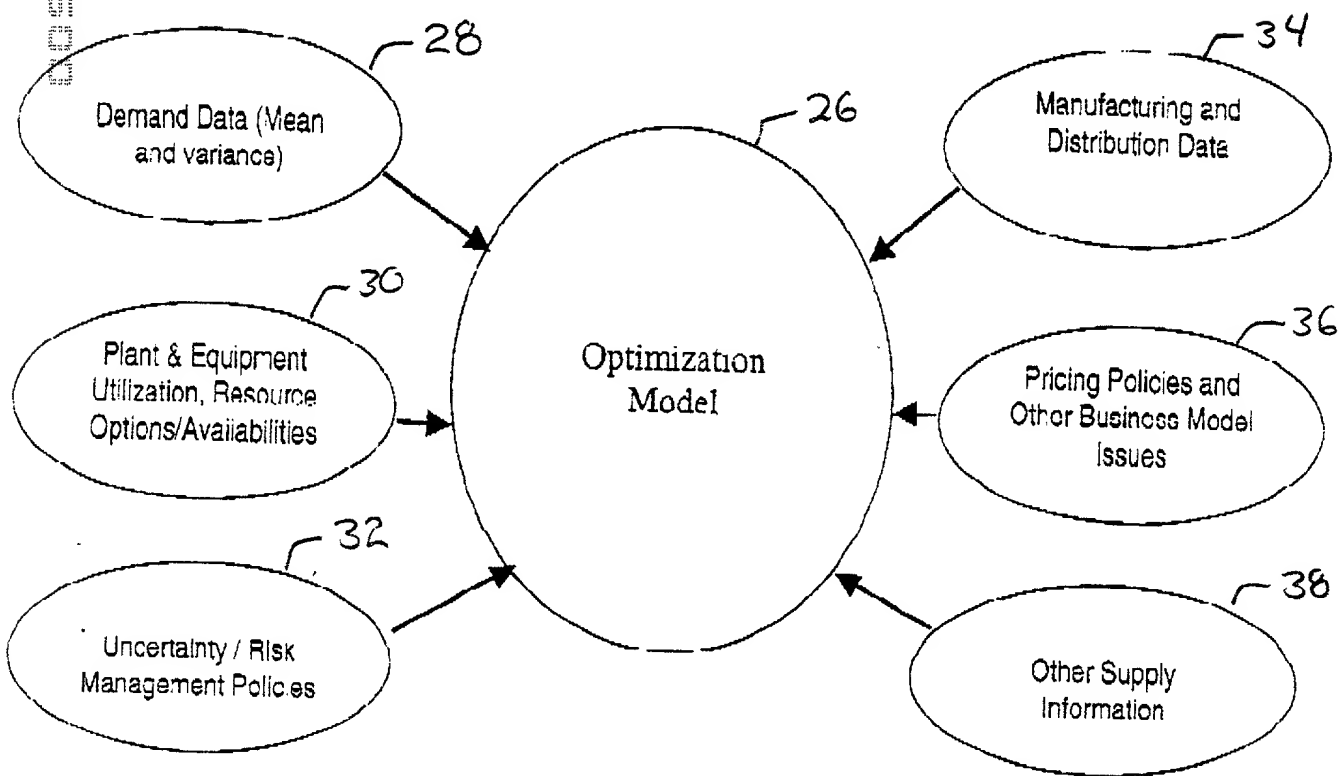 28
Demand Data (Mean
and variance)
34
Manufacturing and
Distribution Data
26
Optimization
Model
30
Plant & Equipment
Utilization, Resource
Options/Availabilities
36
Pricing Policies and
Other Business Model
Issues
32
Uncertainty / Risk
Management Policies
38
Other Supply
Information